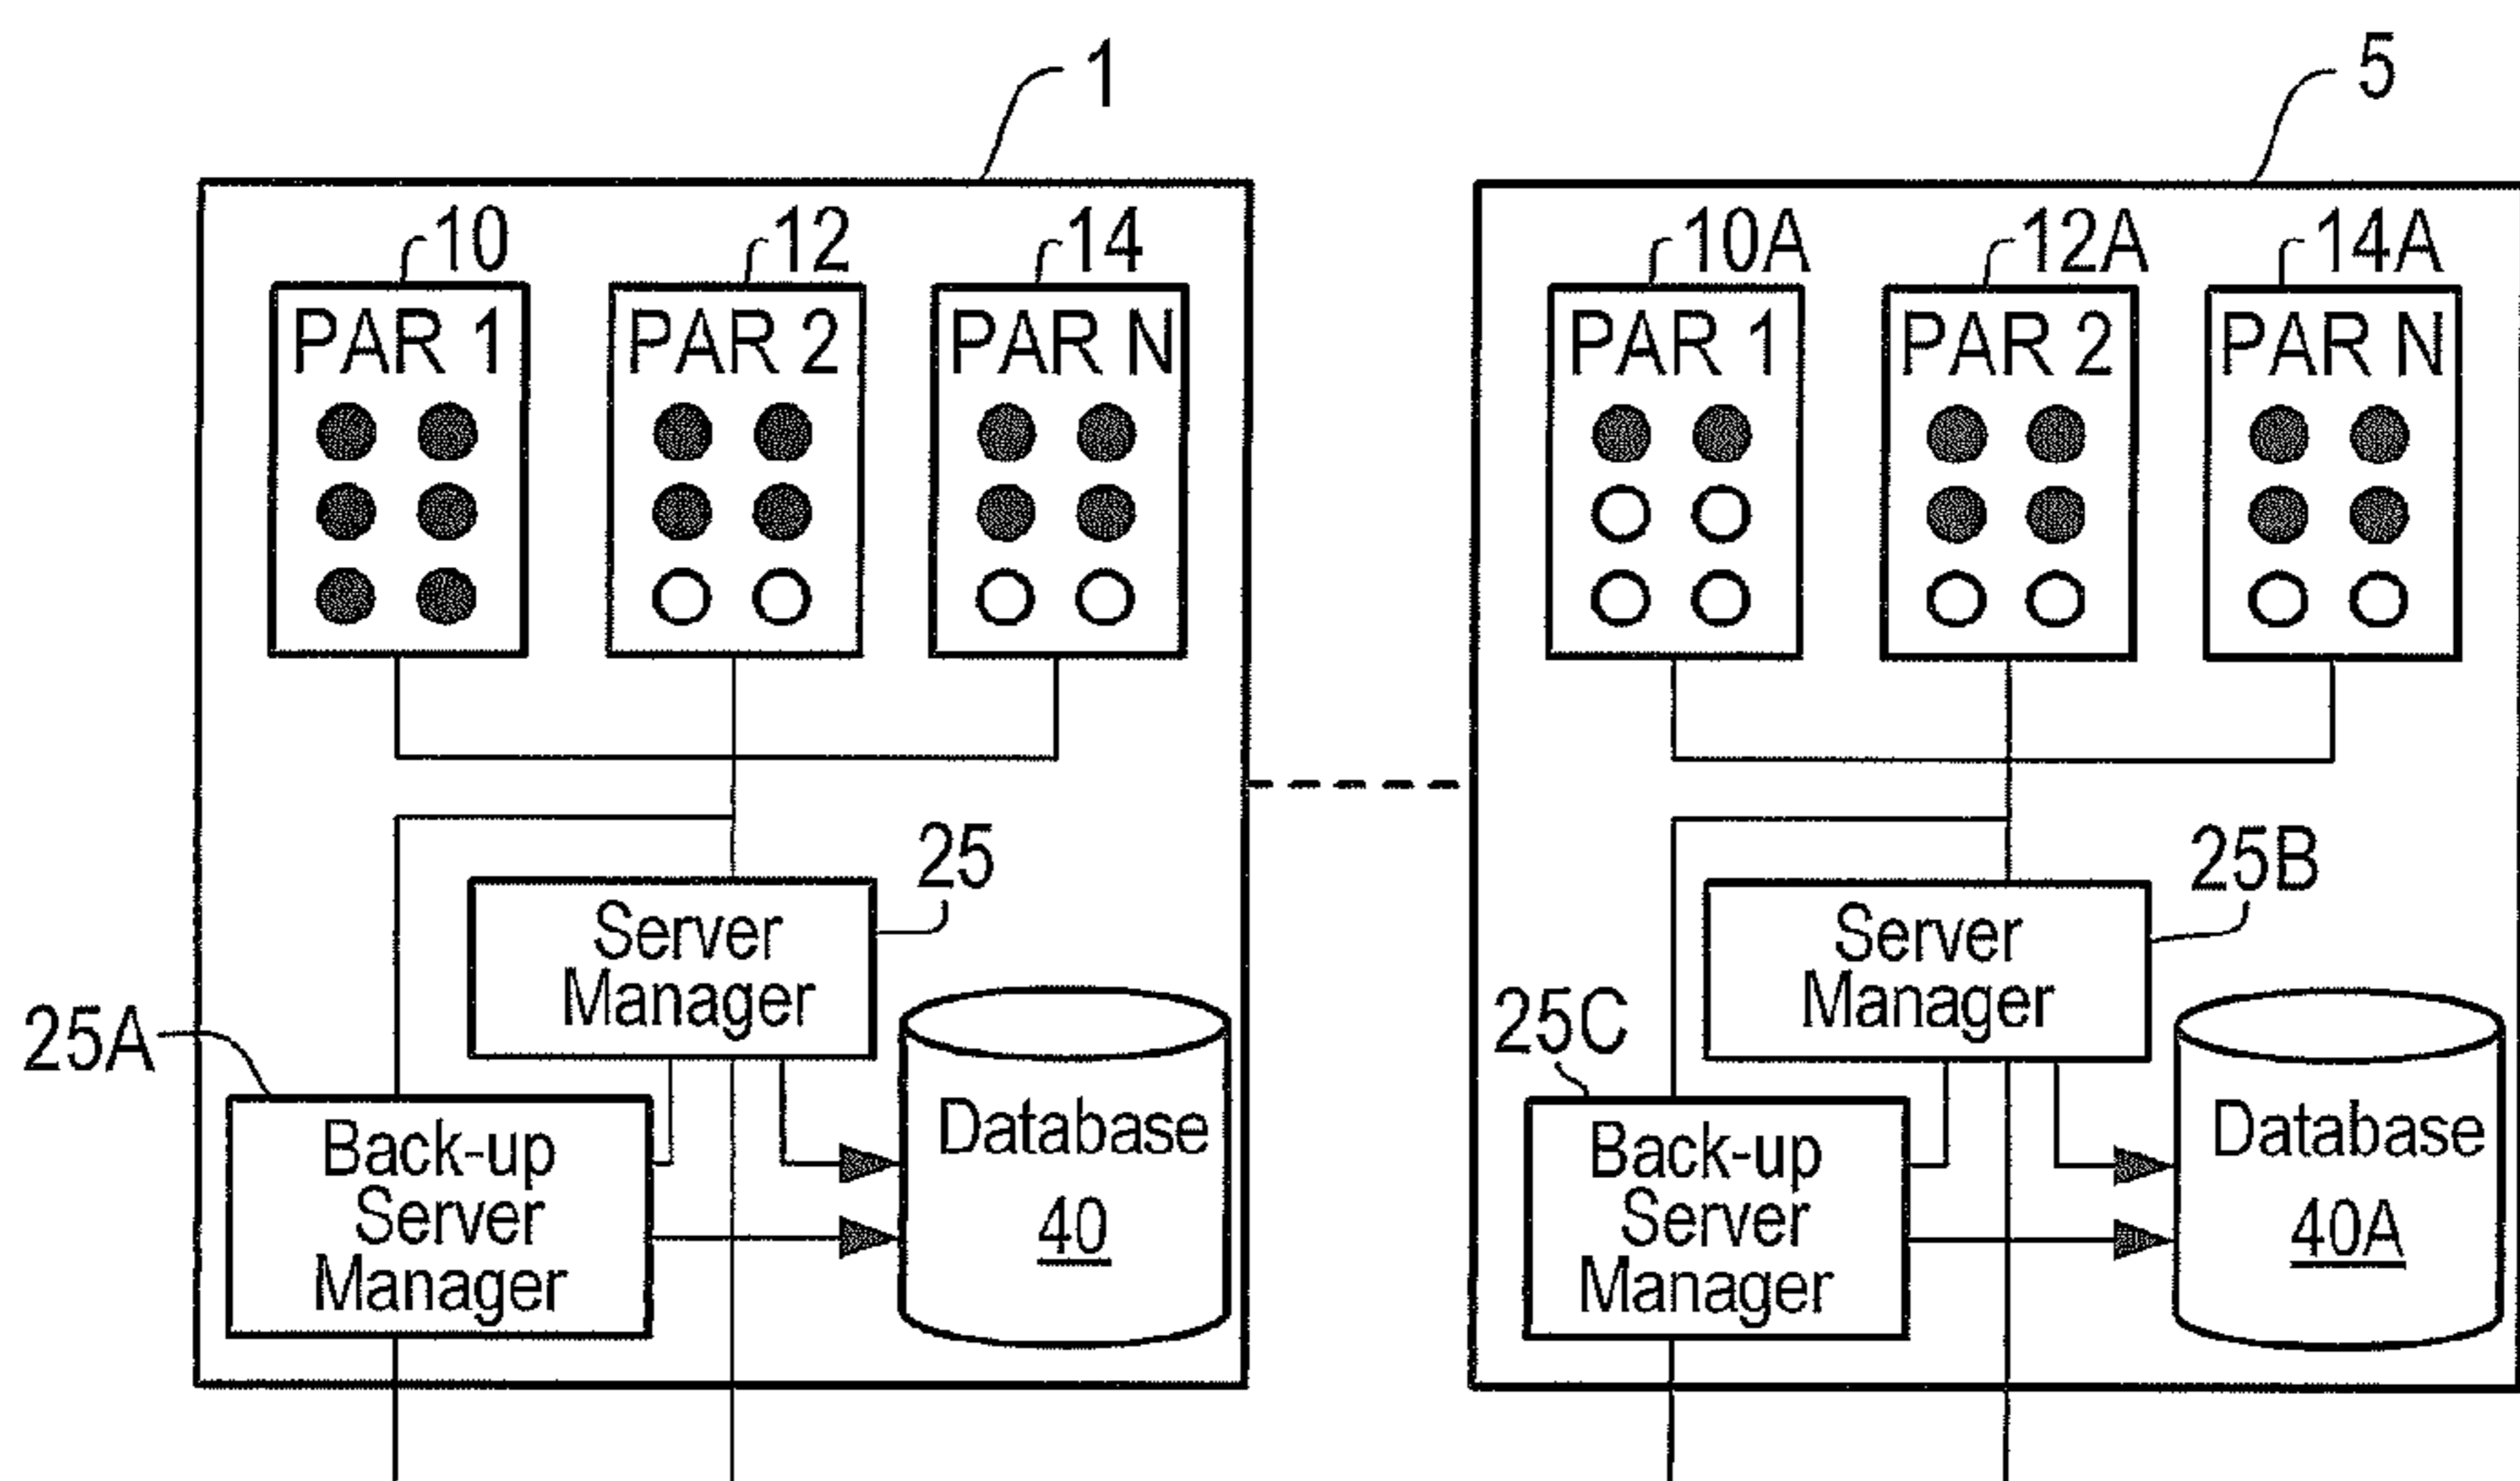 1
10
12
14
PAR 1
PAR 2
PAR N
25
Server
Manager
25A
Back-up
Server
Manager
Database
40
5
10A
12A
14A
PAR 1
PAR 2
PAR N
25B
Server
Manager
25C
Back-up
Server
Manager
Database
40A